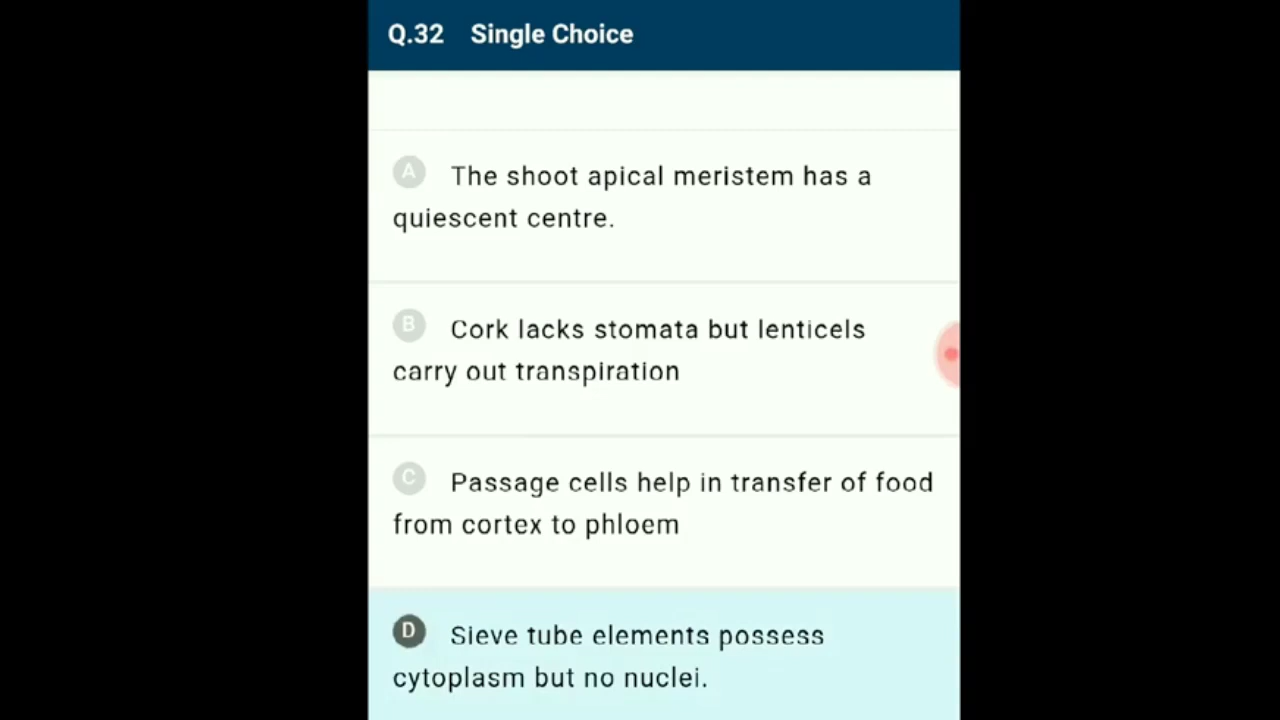 Q.32 Single Choice
A The shoot apical meristem has a
quiescent centre.
B Cork lacks stomata but lenticels
carry out transpiration
C Passage cells help in transfer of food
from cortex to phloem
D Sieve tube elements possess
cytoplasm but no nuclei.